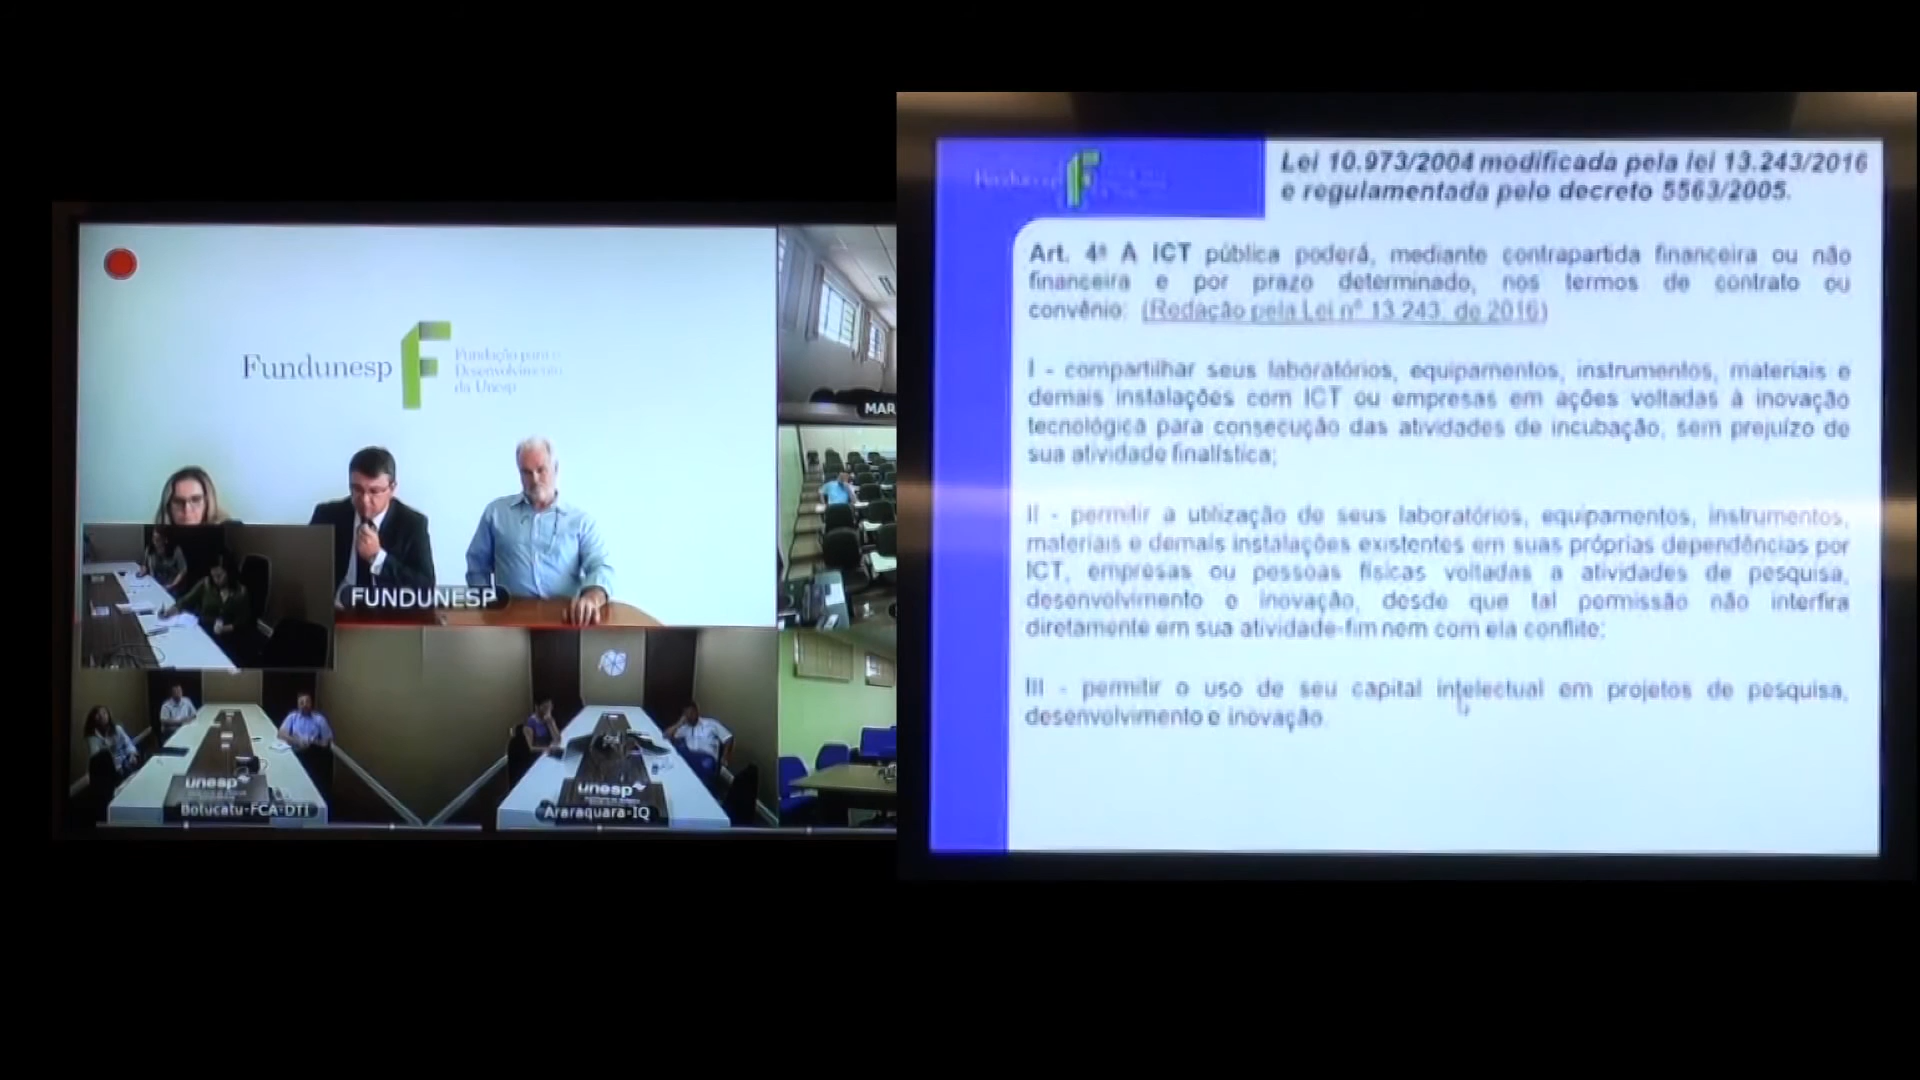 Fundunesp
Fundação para o
Desenvolvimento
da Unesp
MAR
FUNDUNESP
unesp
Botucatu-FCA-DTI
unesp
Araraquara-IQ
Fundunesp
Lei 10.973/2004 modificada pela lei 13.243/2016
e regulamentada pelo decreto 5563/2005.
Art. 4º A ICT pública poderá, mediante contrapartida financeira ou não
financeira e por prazo determinado, nos termos de contrato ou
convênio: (Redação pela Lei nº 13.243, de 2016)
I - compartilhar seus laboratórios, equipamentos, instrumentos, materiais e
demais instalações com ICT ou empresas em ações voltadas à inovação
tecnológica para consecução das atividades de incubação, sem prejuízo de
sua atividade finalística;
II - permitir a utilização de seus laboratórios, equipamentos, instrumentos,
materiais e demais instalações existentes em suas próprias dependências por
ICT, empresas ou pessoas físicas voltadas a atividades de pesquisa,
desenvolvimento e inovação, desde que tal permissão não interfira
diretamente em sua atividade-fim nem com ela conflite;
III - permitir o uso de seu capital intelectual em projetos de pesquisa,
desenvolvimento e inovação.